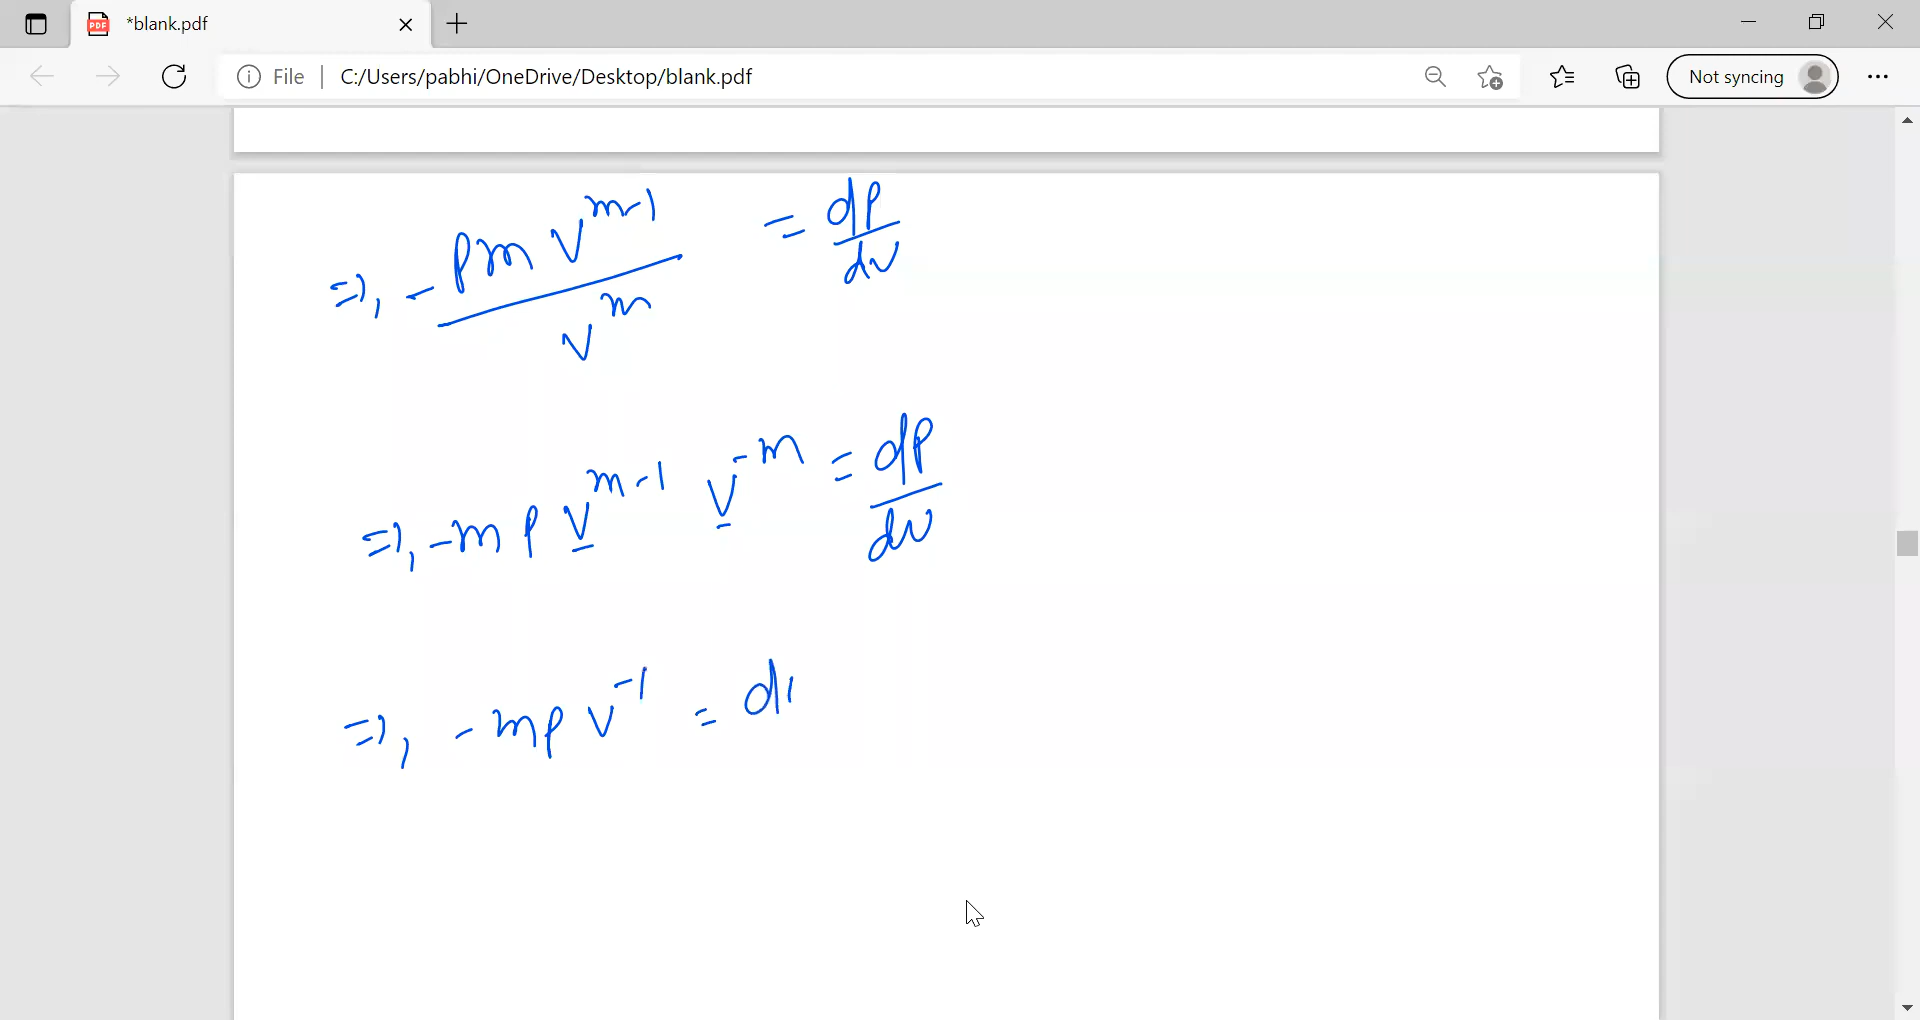 *blank.pdf
File | C:/Users/pabhi/OneDrive/Desktop/blank.pdf
Not syncing
⇒, - Pm V^{m-1} / V^m = dP/dV
⇒, -m P V^{m-1} V^{-m} = dP/dV
⇒, - mP V^{-1} = d